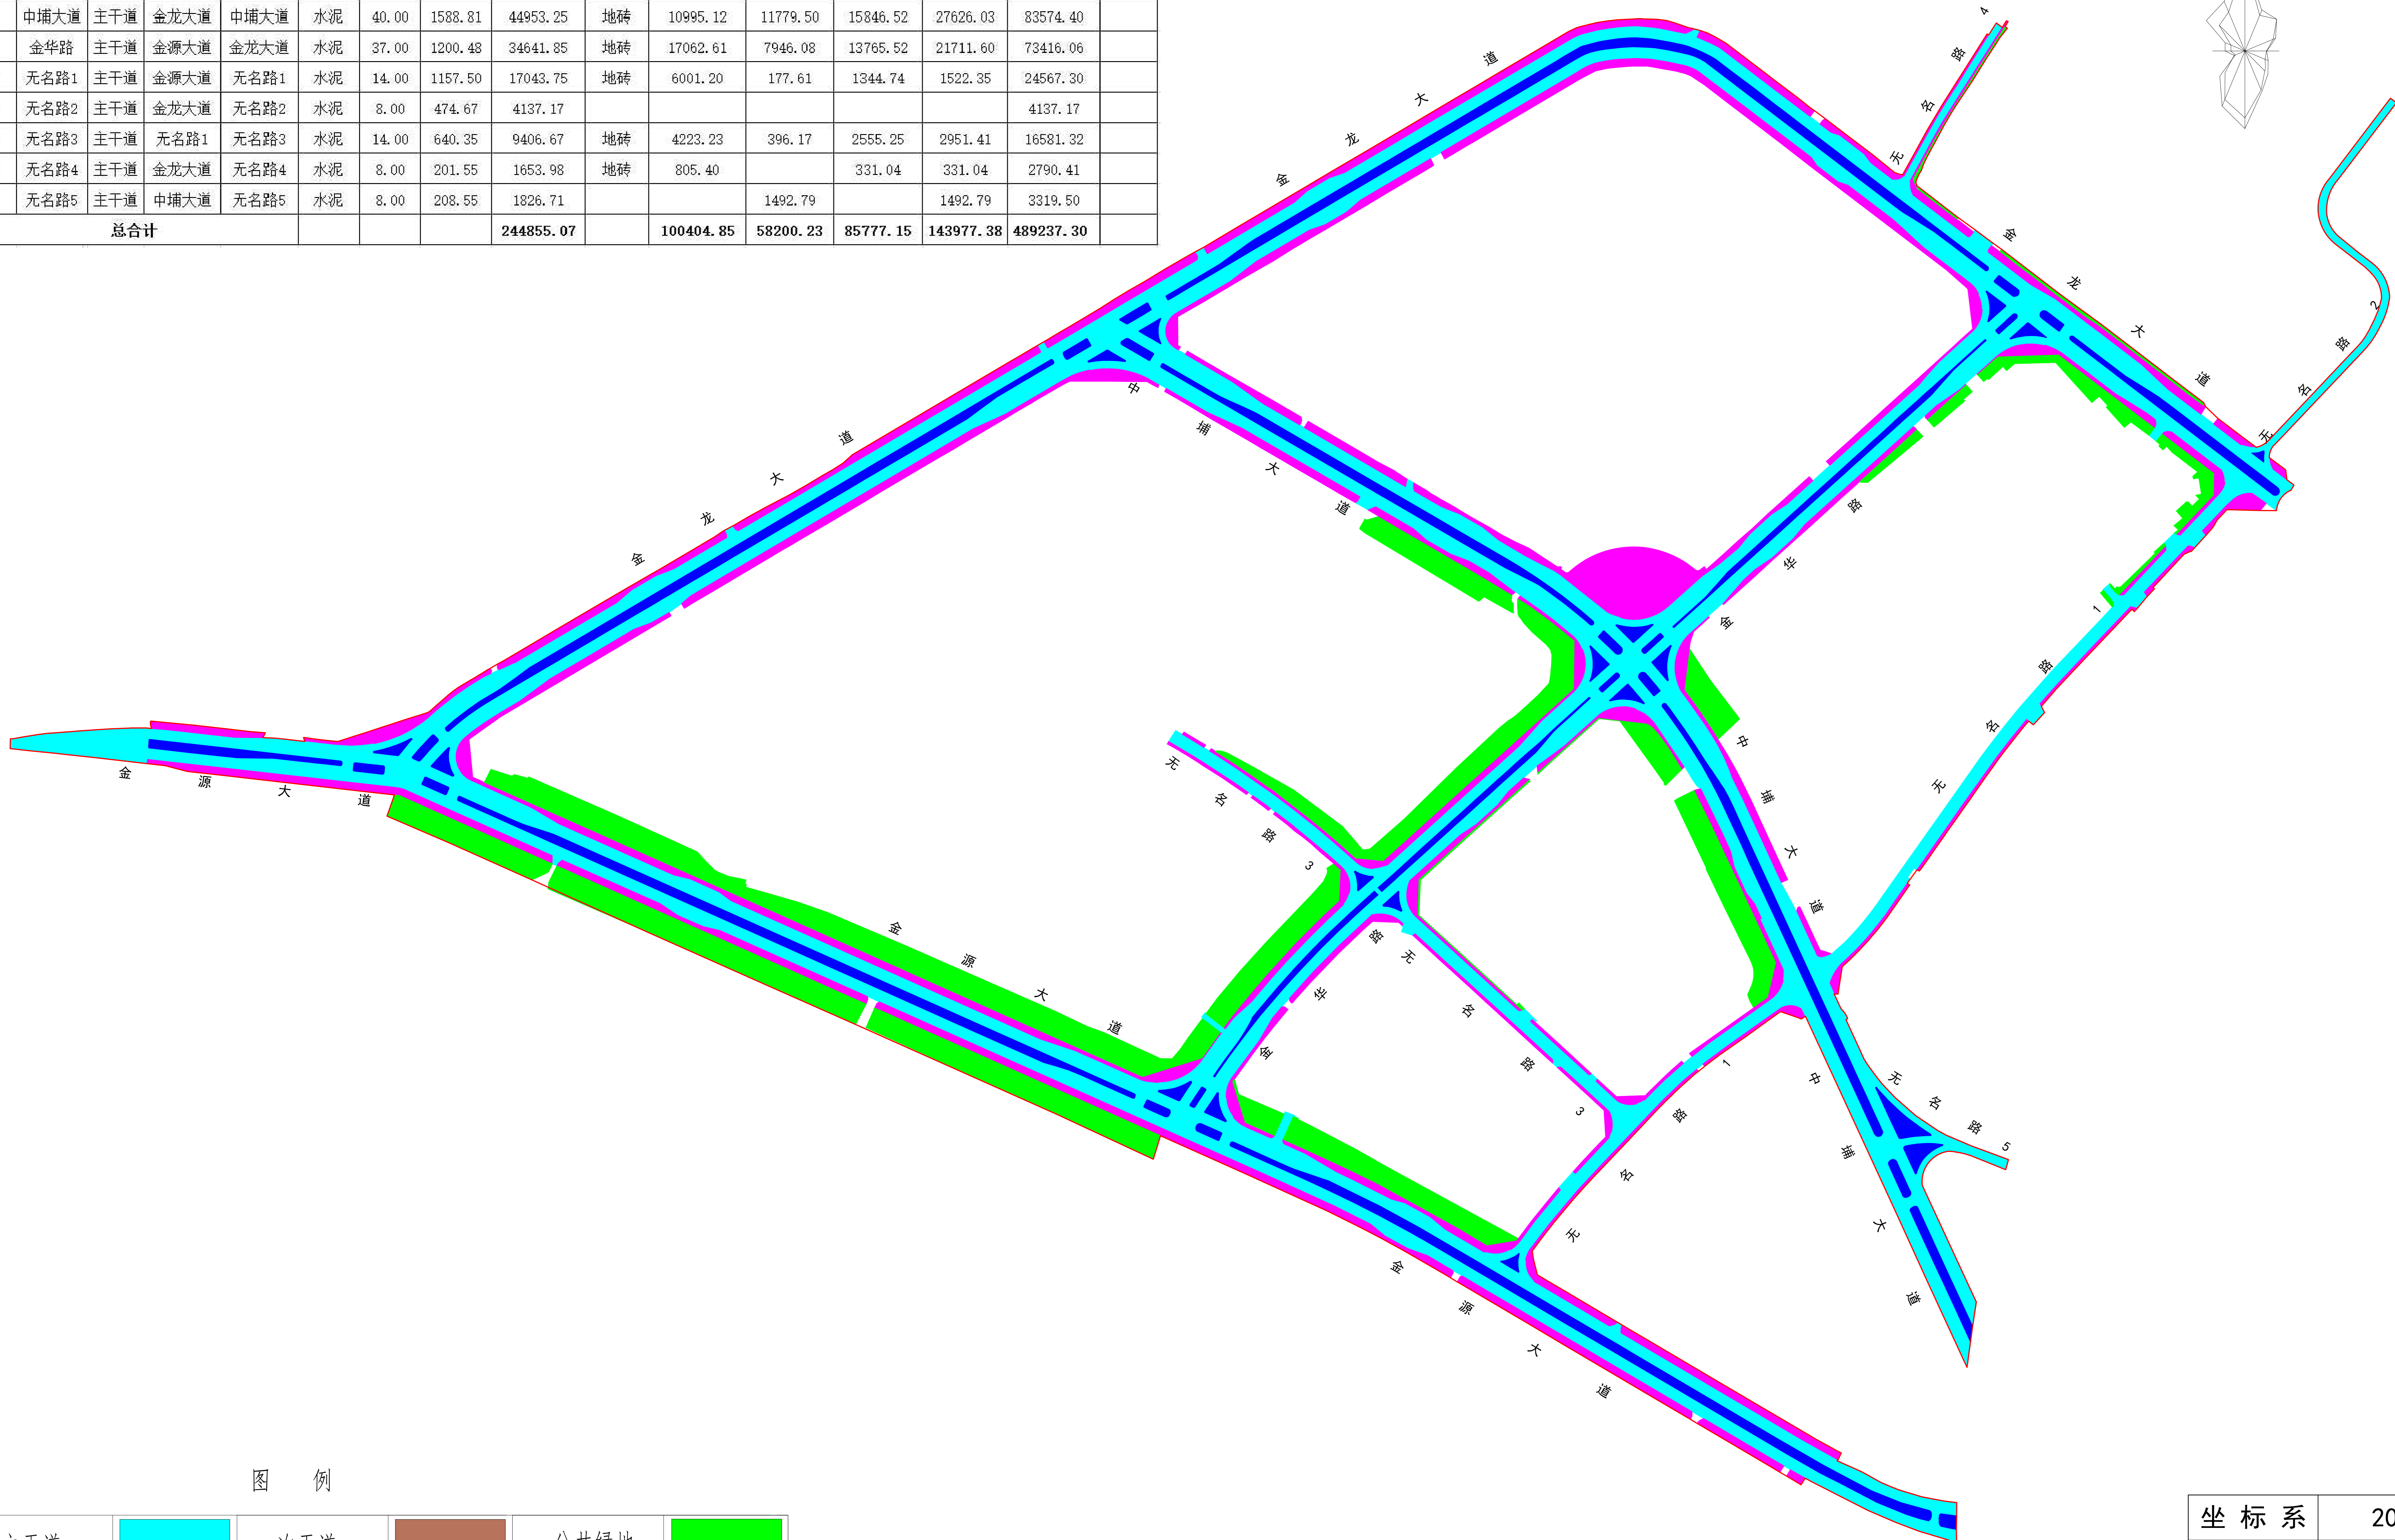 中埔大道 主干道 金龙大道 中埔大道 水泥 40.00 1588.81 44953.25 地砖 10995.12 11779.50 15846.52 27626.03 83574.40
金华路 主干道 金源大道 金龙大道 水泥 37.00 1200.48 34641.85 地砖 17062.61 7946.08 13765.52 21711.60 73416.06
无名路1 主干道 金源大道 无名路1 水泥 14.00 1157.50 17043.75 地砖 6001.20 177.61 1344.74 1522.35 24567.30
无名路2 主干道 金龙大道 无名路2 水泥 8.00 474.67 4137.17 4137.17
无名路3 主干道 无名路1 无名路3 水泥 14.00 640.35 9406.67 地砖 4223.23 396.17 2555.25 2951.41 16581.32
无名路4 主干道 金龙大道 无名路4 水泥 8.00 201.55 1653.98 地砖 805.40 331.04 331.04 2790.41
无名路5 主干道 中埔大道 无名路5 水泥 8.00 208.55 1826.71 1492.79 1492.79 3319.50
总合计 244855.07 100404.85 58200.23 85777.15 143977.38 489237.30
金龙大道
无名路4
金龙大道
无名路2
中埔大道
金龙大道
金华路
无名路1
金源大道
无名路3
中埔大道
金源大道
金华路
无名路3
无名路1
无名路5
中埔大道
金源大道
图 例
主干道 次干道 公共绿地
坐 标 系 20